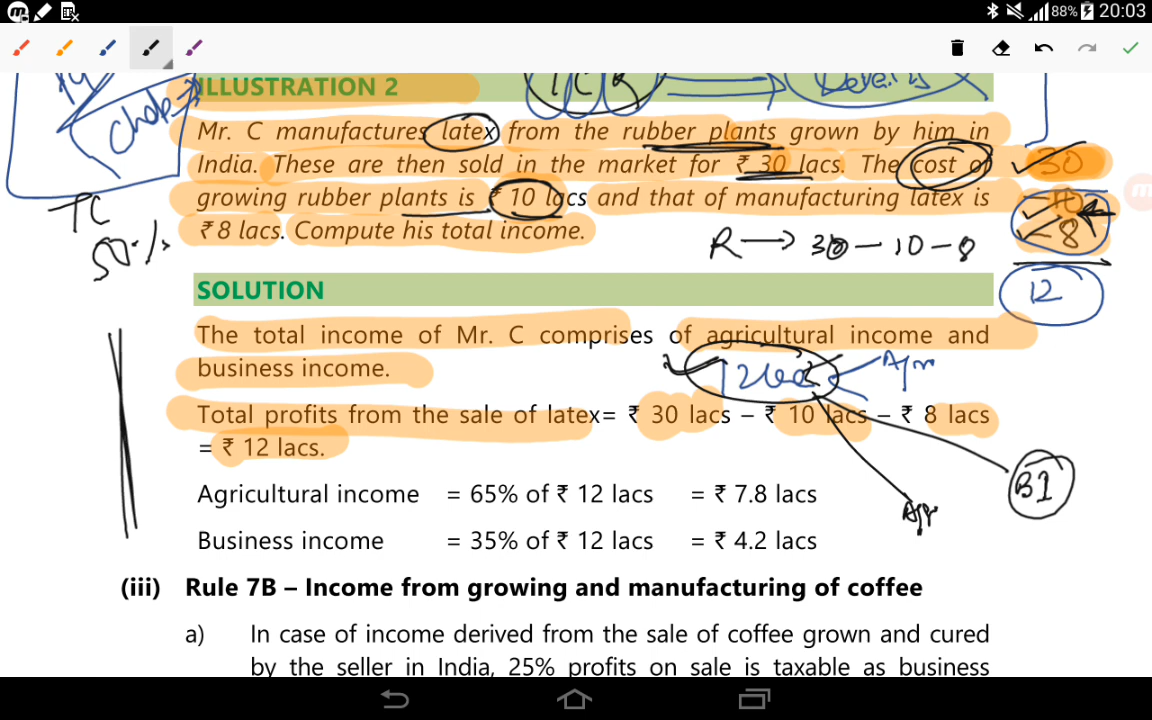 88% 20:03
ILLUSTRATION 2
Mr. C manufactures latex from the rubber plants grown by him in
India. These are then sold in the market for ₹ 30 lacs. The cost of
growing rubber plants is ₹ 10 lacs and that of manufacturing latex is
₹ 8 lacs. Compute his total income.
30
10
8
12
50%
R → 30 – 10 – 8
SOLUTION
The total income of Mr. C comprises of agricultural income and
business income.
12 lacs
Agr
Total profits from the sale of latex= ₹ 30 lacs – ₹ 10 lacs – ₹ 8 lacs
= ₹ 12 lacs.
BI
Agr
Agricultural income = 65% of ₹ 12 lacs = ₹ 7.8 lacs
Business income = 35% of ₹ 12 lacs = ₹ 4.2 lacs
(iii) Rule 7B – Income from growing and manufacturing of coffee
a) In case of income derived from the sale of coffee grown and cured
by the seller in India, 25% profits on sale is taxable as business